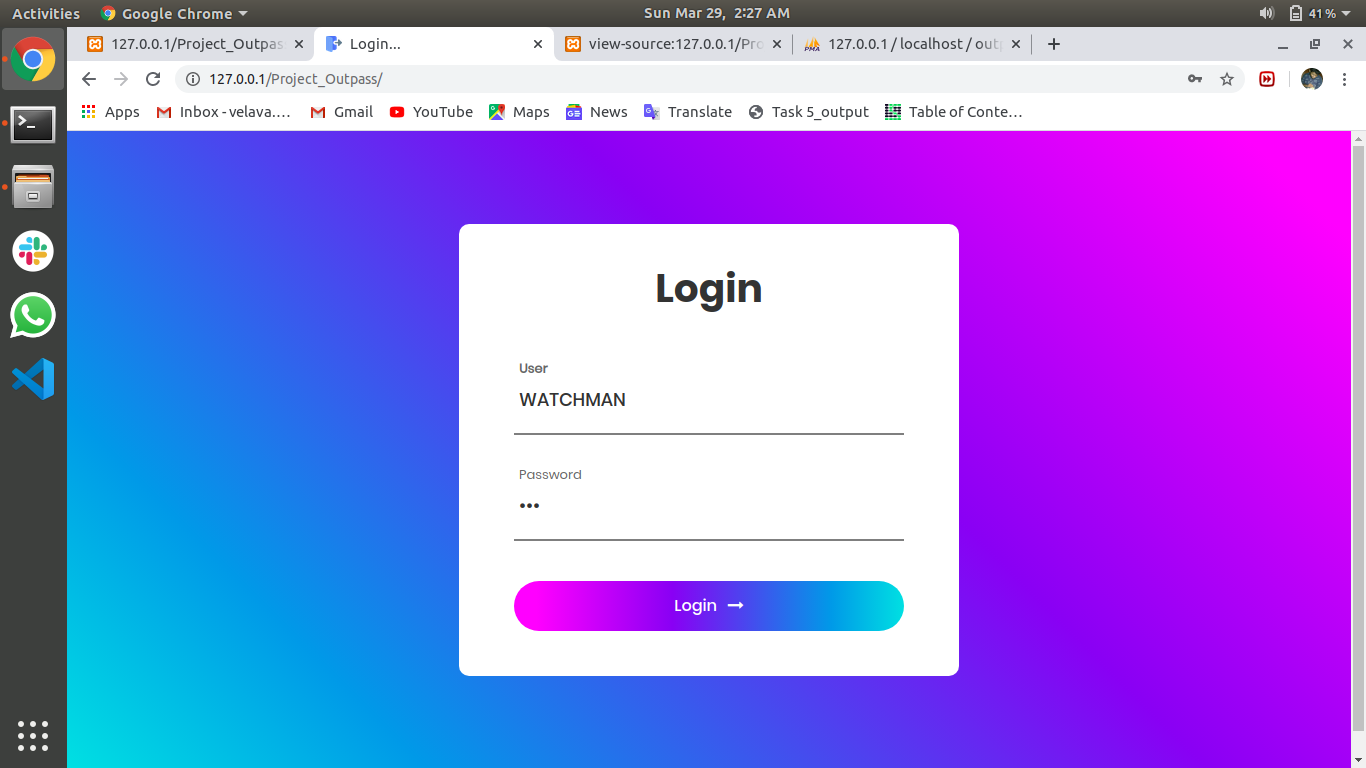 Activities Google Chrome Sun Mar 29, 2:27 AM 41%
127.0.0.1/Project_Outpas Login... view-source:127.0.0.1/Pro 127.0.0.1 / localhost / outp
127.0.0.1/Project_Outpass/
Apps Inbox - velava.... Gmail YouTube Maps News Translate Task 5_output Table of Conte...
Login
User
WATCHMAN
Password
•••
Login →